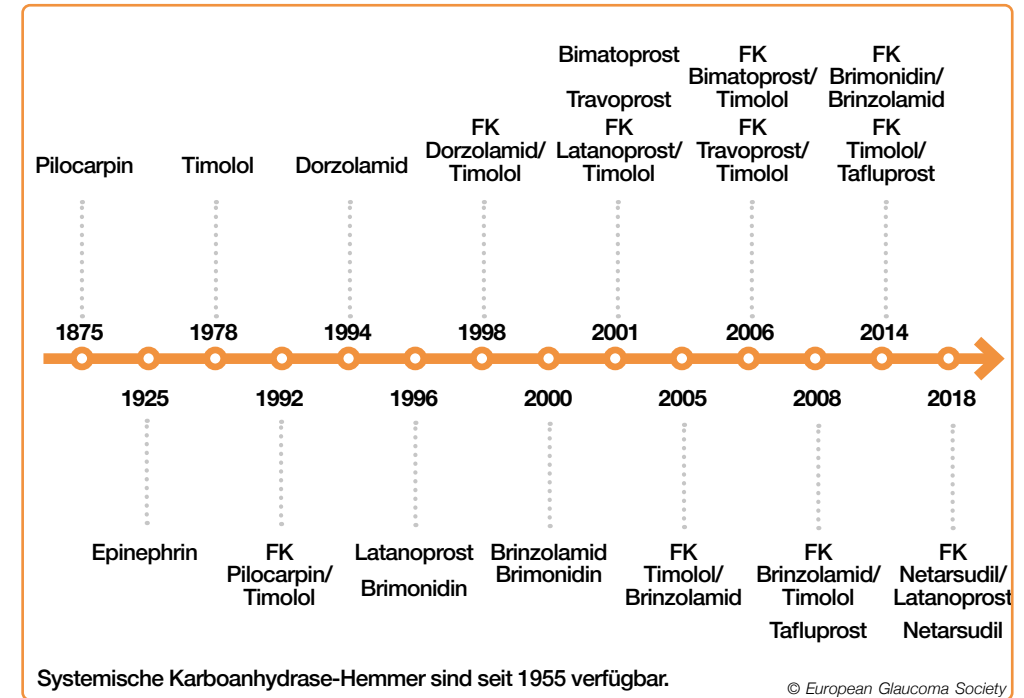 Bimatoprost
Travoprost
FK
Bimatoprost/
Timolol
FK
Brimonidin/
Brinzolamid
Pilocarpin
Timolol
Dorzolamid
FK
Dorzolamid/
Timolol
FK
Latanoprost/
Timolol
FK
Travoprost/
Timolol
FK
Timolol/
Tafluprost
1875
1978
1994
1998
2001
2006
2014
1925
1992
1996
2000
2005
2008
2018
Epinephrin
FK
Pilocarpin/
Timolol
Latanoprost
Brimonidin
Brinzolamid
Brimonidin
FK
Timolol/
Brinzolamid
FK
Brinzolamid/
Timolol
Tafluprost
FK
Netarsudil/
Latanoprost
Netarsudil
Systemische Karboanhydrase-Hemmer sind seit 1955 verfügbar.
© European Glaucoma Society